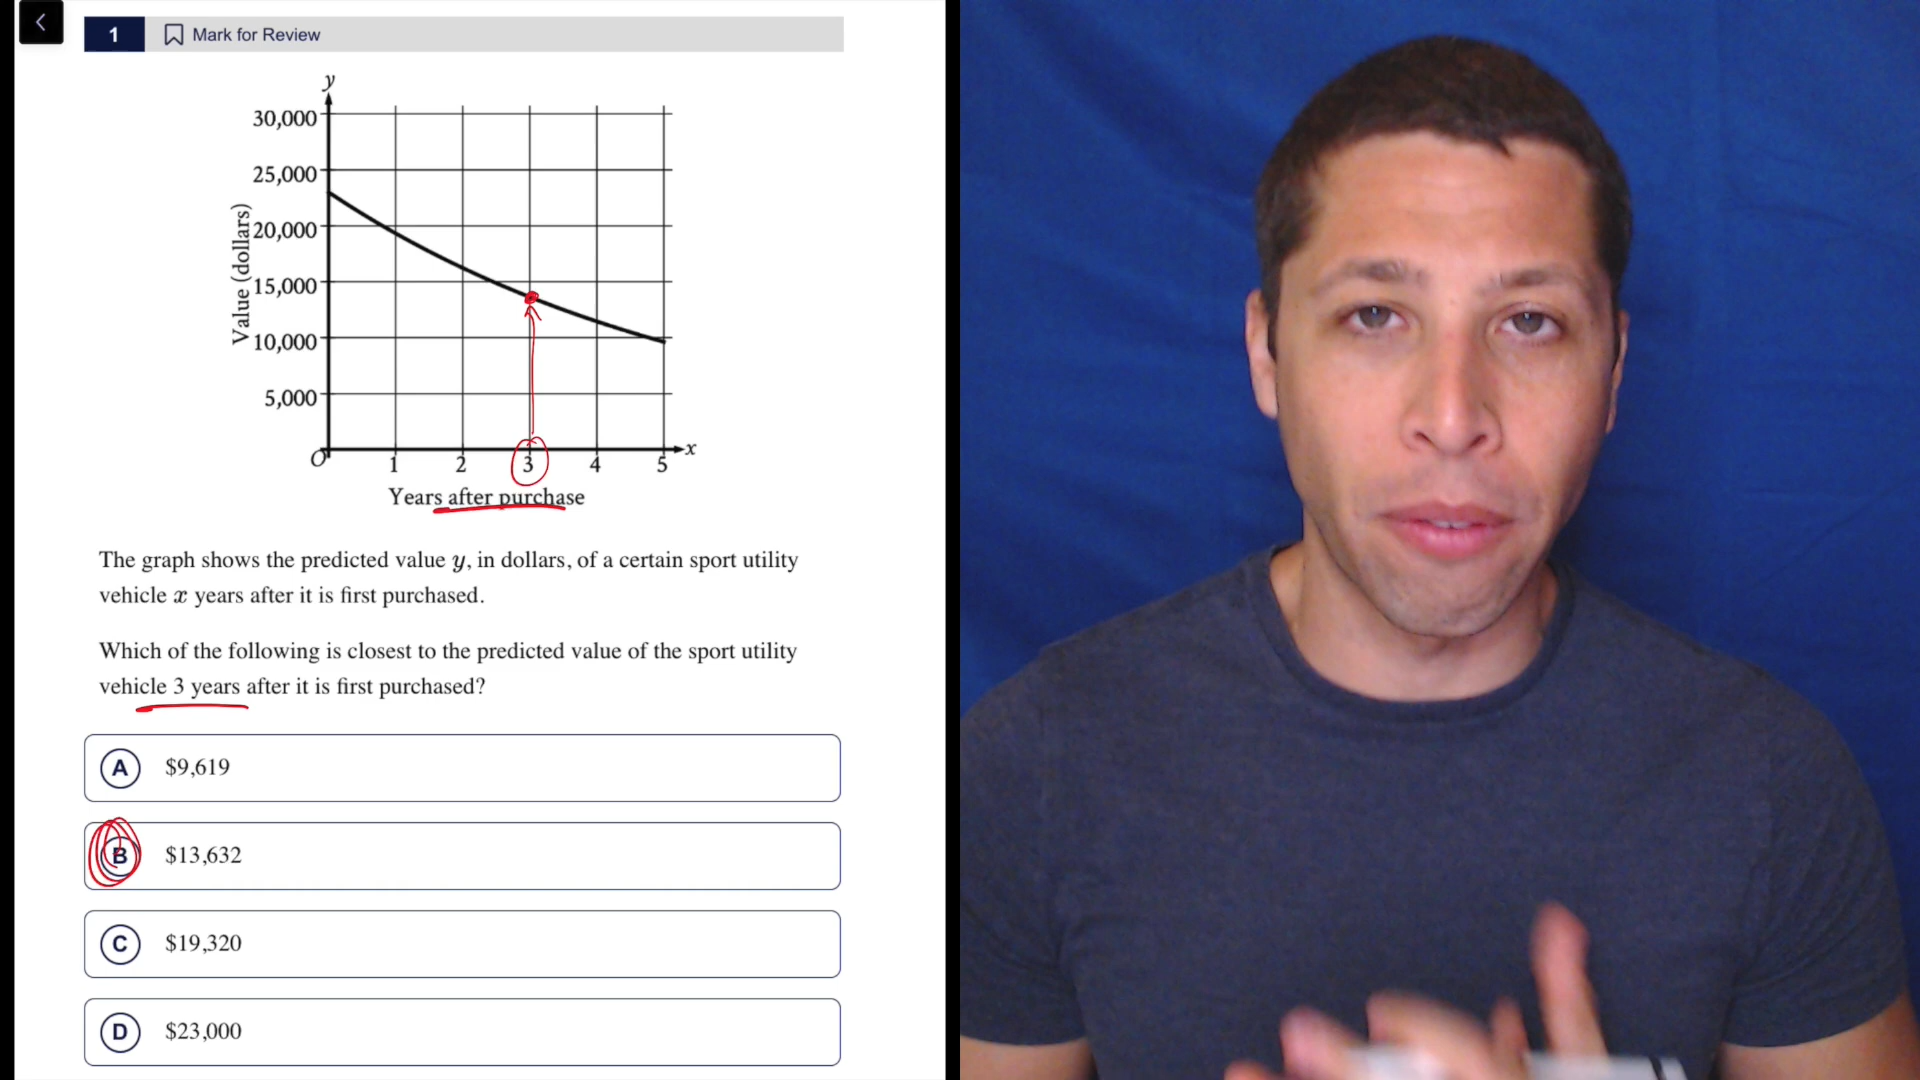 1 Mark for Review
y
30,000
25,000
20,000
15,000
10,000
5,000
Value (dollars)
O 1 2 3 4 5 x
Years after purchase
The graph shows the predicted value y, in dollars, of a certain sport utility
vehicle x years after it is first purchased.
Which of the following is closest to the predicted value of the sport utility
vehicle 3 years after it is first purchased?
A $9,619
B $13,632
C $19,320
D $23,000